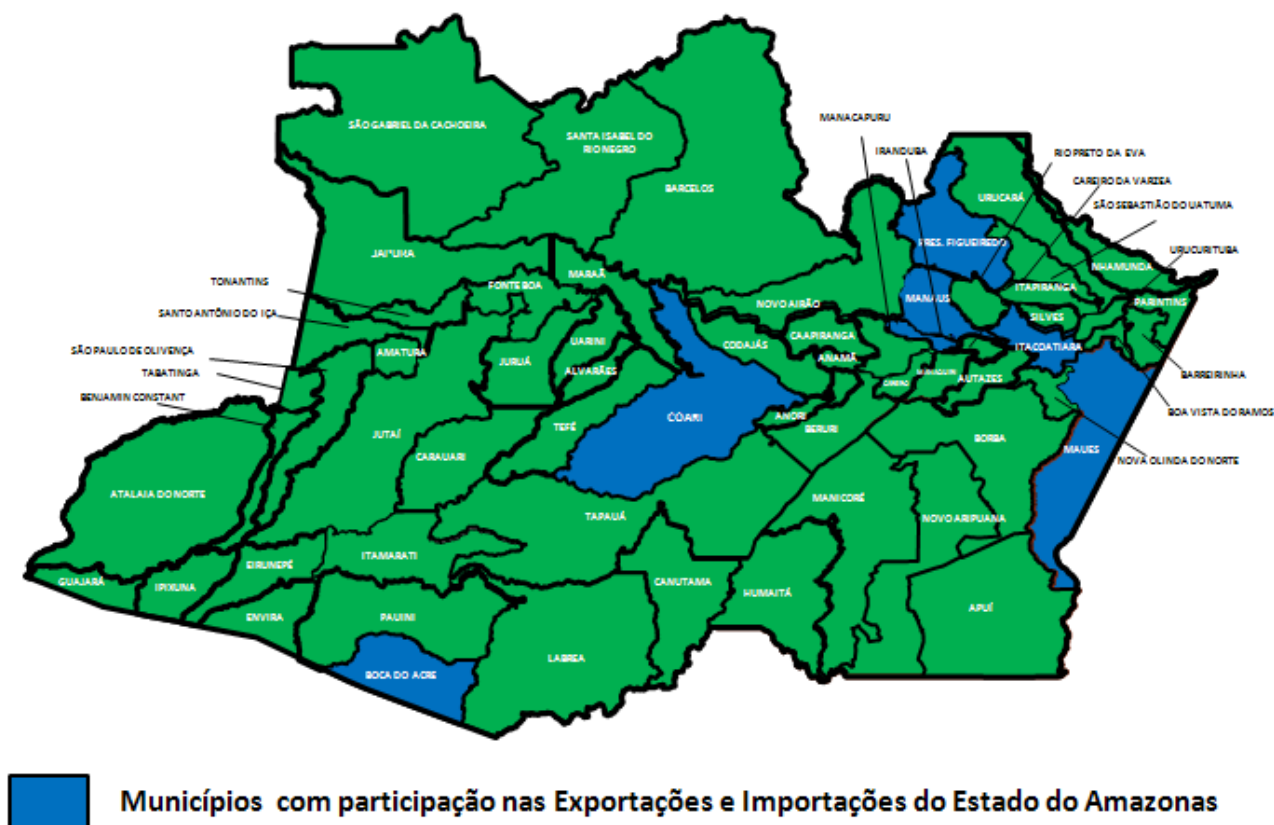 MANACAPURU
SÃO GABRIEL DA CACHOEIRA
SANTA ISABEL DO
RIO NEGRO
IRANDUBA
RIO PRETO DA EVA
CAREIRO DA VARZEA
BARCELOS
URUCARÁ
SÃO SEBASTIÃO DO UATUMA
PRES. FIGUEIREDO
URUCURITUBA
NHAMUNDA
MARAÃ
TONANTINS
FONTE BOA
ITAPIRANGA
PARINTINS
NOVO AIRÃO
MANAUS
SANTO ANTÔNIO DO IÇA
SILVES
CAAPIRANGA
UARINI
CODAJÁS
ITACOATIARA
SÃO PAULO DE OLIVENÇA
AMATURA
ANAMÃ
JURUÁ
ALVARÃES
TABATINGA
AUTAZES
BARREIRINHA
BENJAMIN CONSTANT
BOA VISTA DO RAMOS
COARI
ANORI
TEFÉ
BERURI
JUTAÍ
BORBA
CARAUARI
MAUES
NOVA OLINDA DO NORTE
ATALAIA DO NORTE
MANICORÉ
TAPAUÁ
NOVO ARIPUANA
ITAMARATI
EIRUNEPÉ
GUAJARÁ
IPIXUNA
CANUTAMA
HUMAITÁ
APUÍ
ENVIRA
PAUINI
LABREA
BOCA DO ACRE
Municípios com participação nas Exportações e Importações do Estado do Amazonas